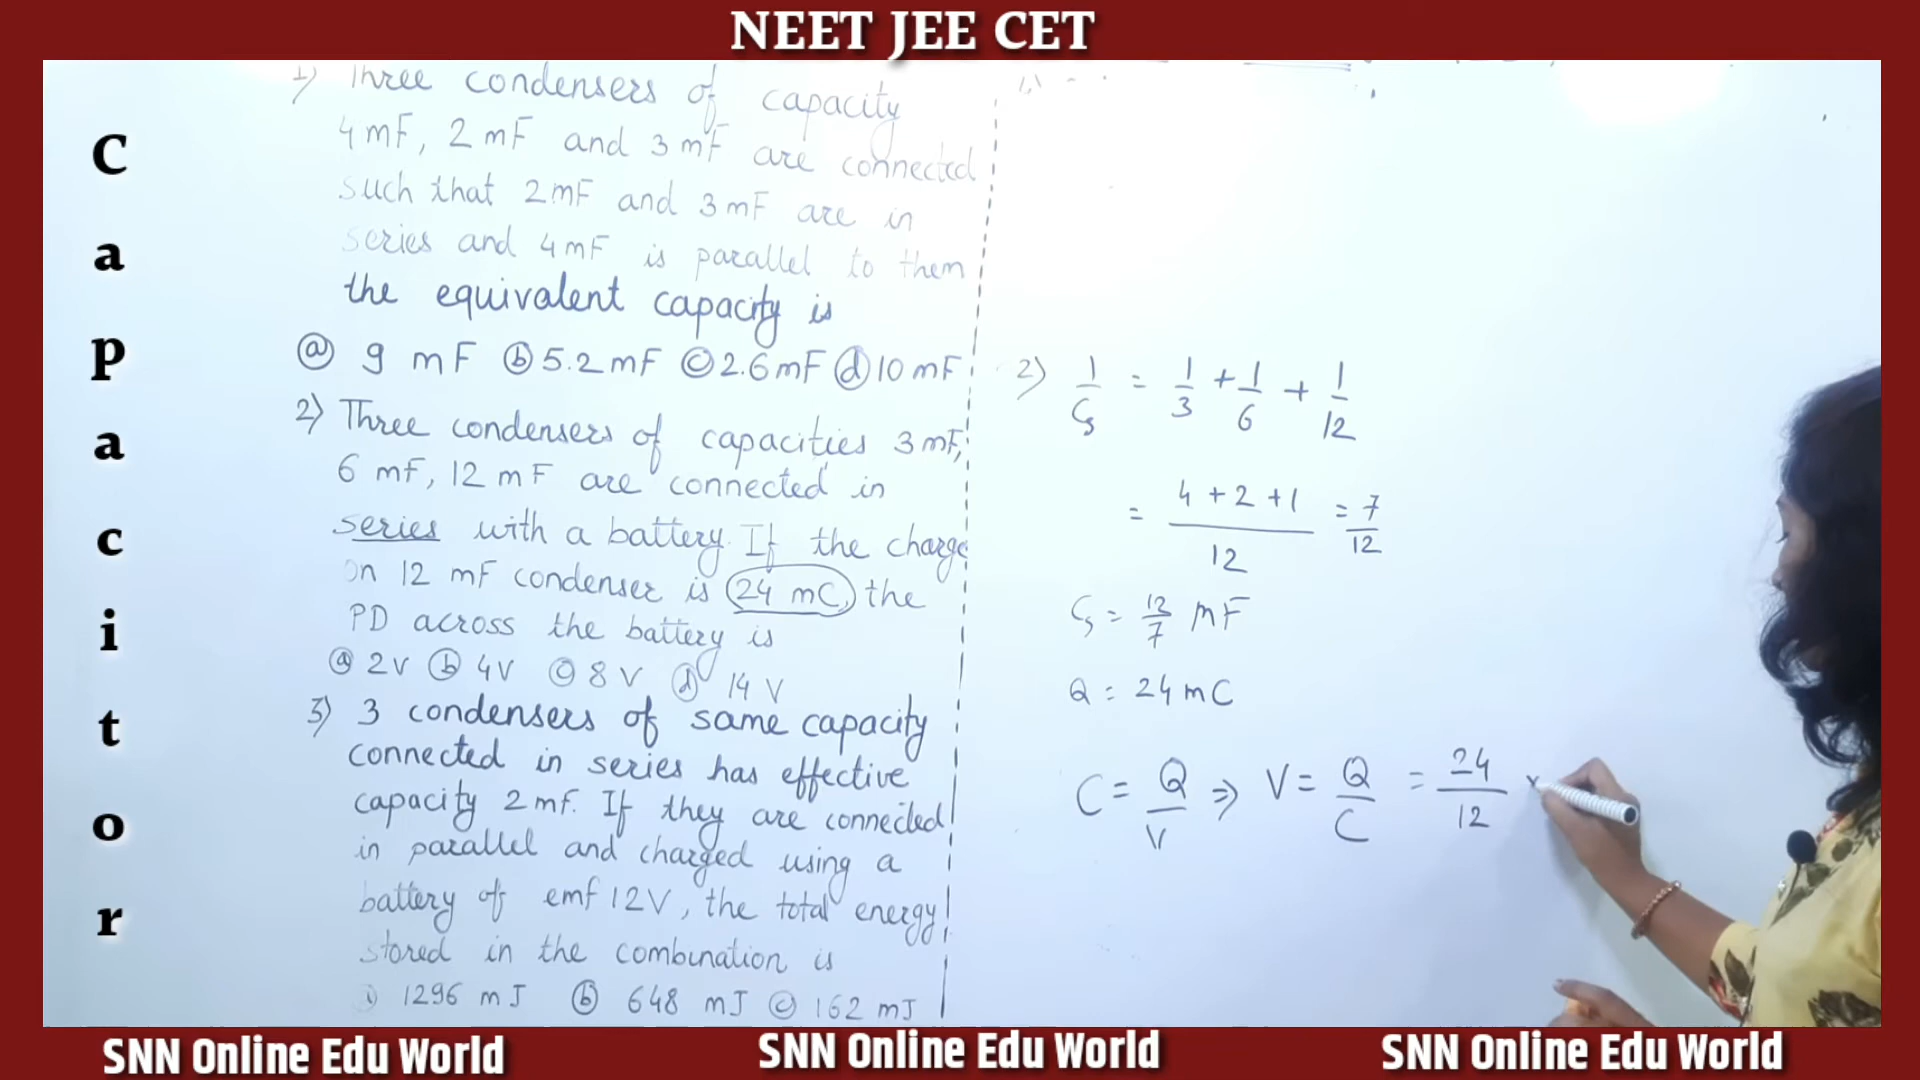 NEET JEE CET
C
a
p
a
c
i
t
o
r
1) Three condensers of capacity
4 mF, 2 mF and 3 mF are connected
such that 2 mF and 3 mF are in
series and 4 mF is parallel to them
the equivalent capacity is
ⓐ 9 mF ⓑ 5.2 mF ⓒ 2.6 mF ⓓ 10 mF
2) Three condensers of capacities 3 mF,
6 mF, 12 mF are connected in
series with a battery. If the charge
on 12 mF condenser is 24 mC, the
PD across the battery is
ⓐ 2V ⓑ 4V ⓒ 8 V ⓓ 14 V
3) 3 condensers of same capacity
connected in series has effective
capacity 2 mF. If they are connected
in parallel and charged using a
battery of emf 12V, the total energy
stored in the combination is
1296 mJ ⓑ 648 mJ ⓒ 162 mJ
2) 1/Cs = 1/3 + 1/6 + 1/12
= 4 + 2 + 1 / 12 = 7/12
Cs = 12/7 mF
Q = 24 mC
C = Q/V ⇒ V = Q/C = 24/12 ×
SNN Online Edu World
SNN Online Edu World
SNN Online Edu World